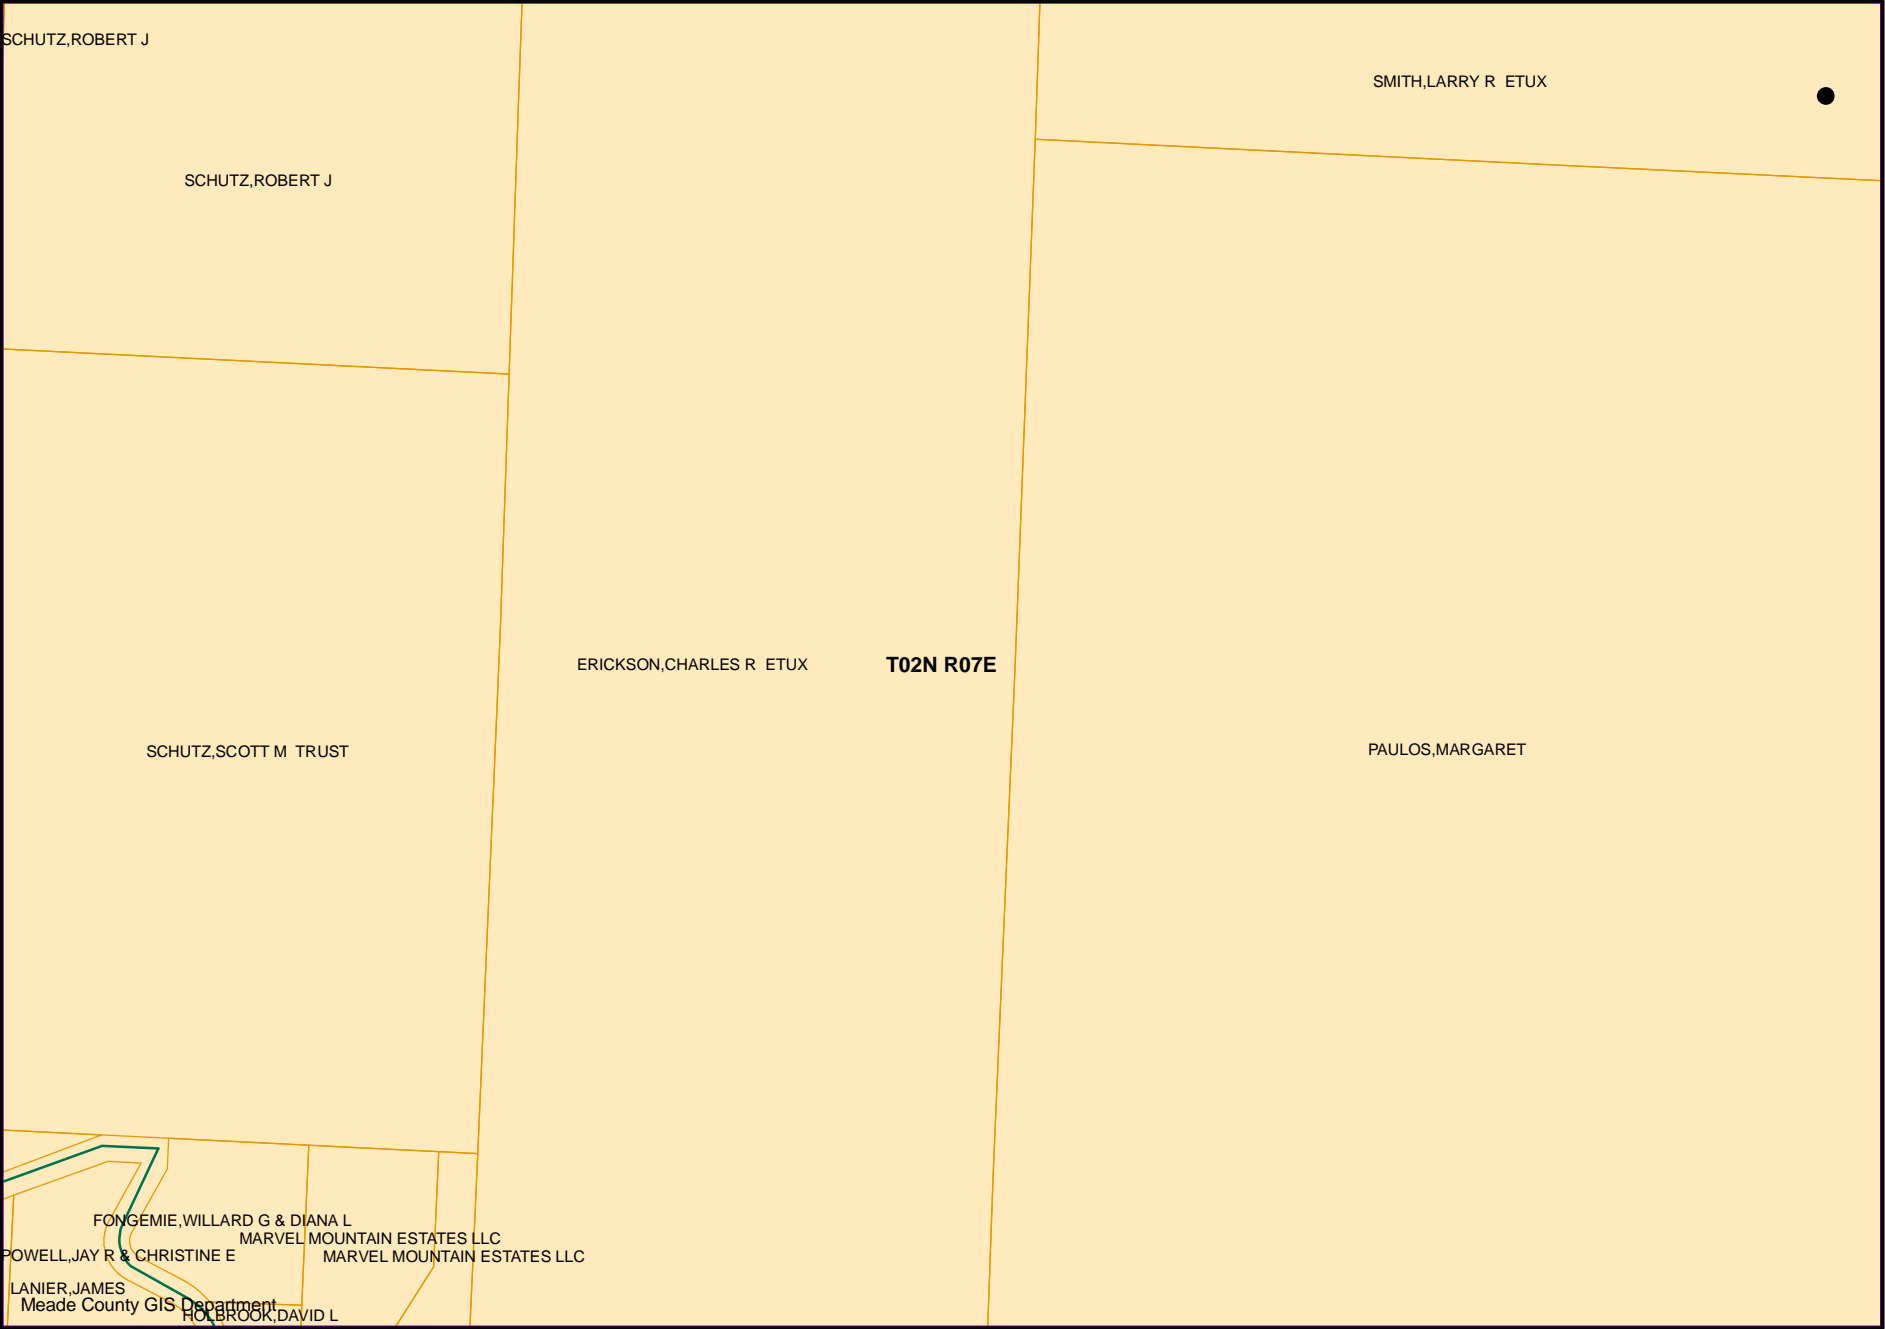 SCHUTZ,ROBERT J
SMITH,LARRY R  ETUX
SCHUTZ,ROBERT J
ERICKSON,CHARLES R  ETUX
T02N R07E
SCHUTZ,SCOTT M  TRUST
PAULOS,MARGARET
FONGEMIE,WILLARD G & DIANA L
MARVEL MOUNTAIN ESTATES LLC
POWELL,JAY R & CHRISTINE E
MARVEL MOUNTAIN ESTATES LLC
LANIER,JAMES
Meade County GIS Department
HOLBROOK,DAVID L